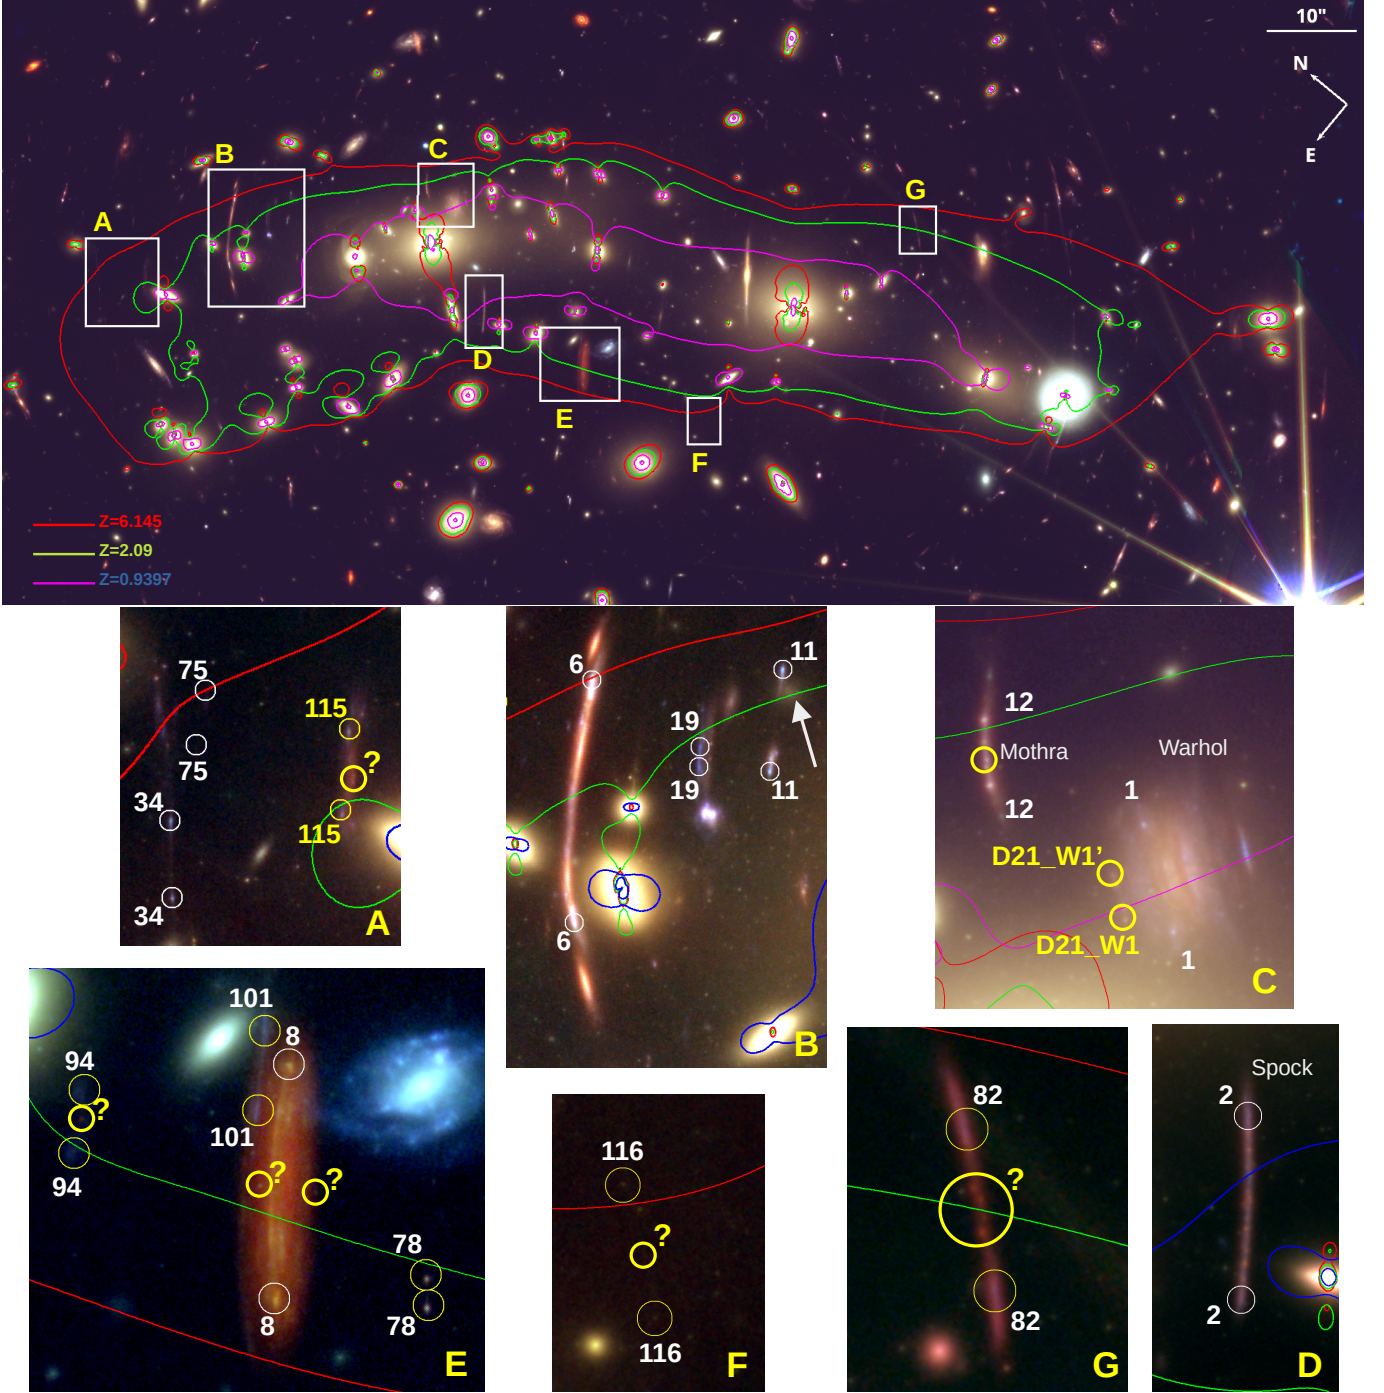 10"
N
E
A
B
C
D
E
F
G
Z=6.145
Z=2.09
Z=0.9397
75
75
34
34
115
?
115
A
6
11
19
19
11
6
B
12
Mothra
Warhol
1
12
D21_W1’
D21_W1
1
C
101
8
94
?
101
94
?
?
78
78
8
E
116
?
116
F
82
?
82
G
Spock
2
2
D